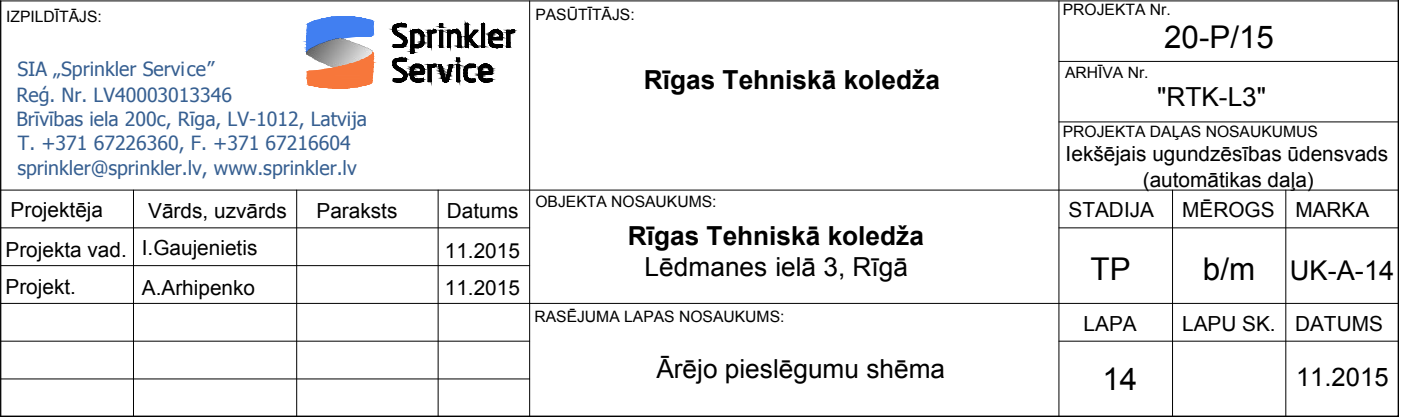 IZPILDĪTĀJS:
Sprinkler
Service
SIA „Sprinkler Service”
Reģ. Nr. LV40003013346
Brīvības iela 200c, Rīga, LV-1012, Latvija
T. +371 67226360, F. +371 67216604
sprinkler@sprinkler.lv, www.sprinkler.lv
PASŪTĪTĀJS:
Rīgas Tehniskā koledža
PROJEKTA Nr.
20-P/15
ARHĪVA Nr.
"RTK-L3"
PROJEKTA DAĻAS NOSAUKUMUS
Iekšējais ugundzēsības ūdensvads
(automātikas daļa)
Projektēja Vārds, uzvārds Paraksts Datums
Projekta vad. I.Gaujenietis 11.2015
Projekt. A.Arhipenko 11.2015
OBJEKTA NOSAUKUMS:
Rīgas Tehniskā koledža
Lēdmanes ielā 3, Rīgā
STADIJA MĒROGS MARKA
TP b/m UK-A-14
RASĒJUMA LAPAS NOSAUKUMS:
Ārējo pieslēgumu shēma
LAPA LAPU SK. DATUMS
14 11.2015